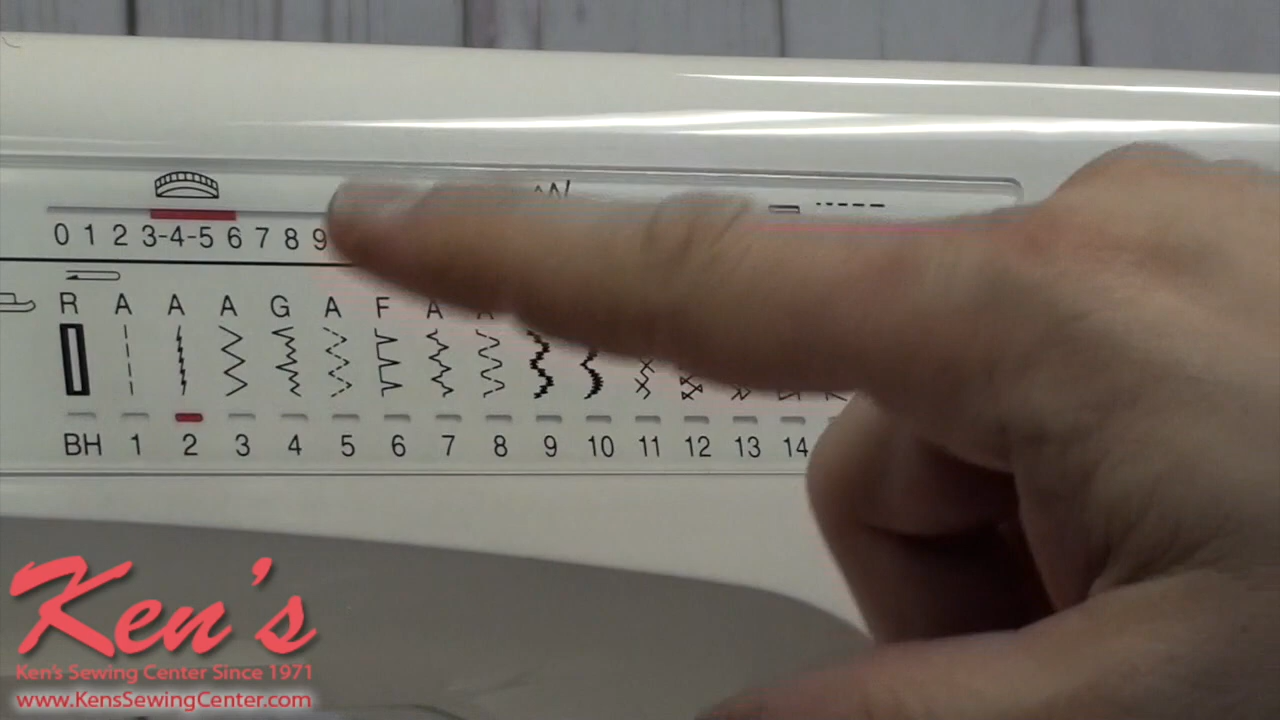 0 1 2 3-4-5 6 7 8 9
R A A A G A F A A
BH 1 2 3 4 5 6 7 8 9 10 11 12 13 14
Ken's
Ken's Sewing Center Since 1971
www.KensSewingCenter.com